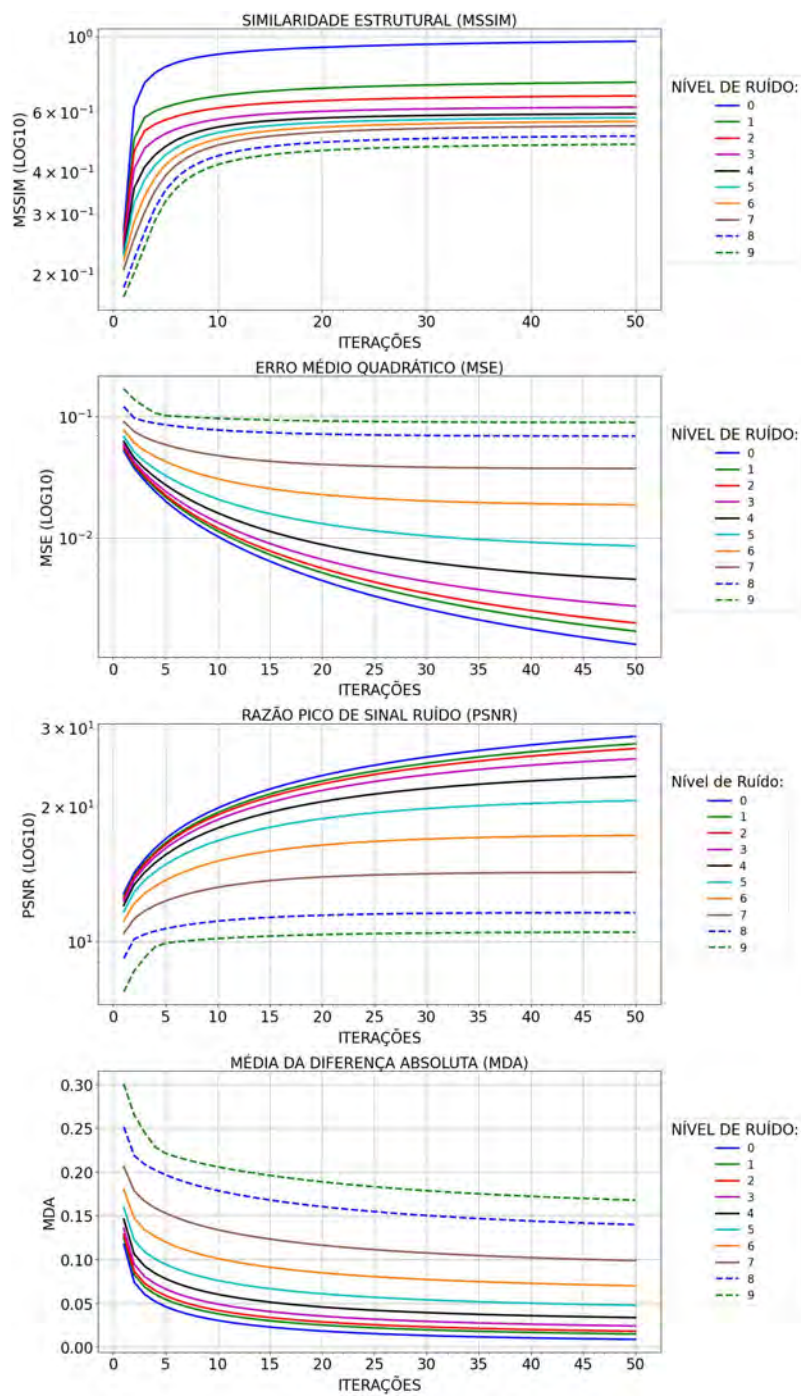 SIMILARIDADE ESTRUTURAL (MSSIM)
MSSIM (LOG10)
10⁰
6 × 10⁻¹
4 × 10⁻¹
3 × 10⁻¹
2 × 10⁻¹
0 10 20 30 40 50
ITERAÇÕES
NÍVEL DE RUÍDO:
0
1
2
3
4
5
6
7
8
9
ERRO MÉDIO QUADRÁTICO (MSE)
MSE (LOG10)
10⁻¹
10⁻²
0 5 10 15 20 25 30 35 40 45 50
ITERAÇÕES
NÍVEL DE RUÍDO:
0
1
2
3
4
5
6
7
8
9
RAZÃO PICO DE SINAL RUÍDO (PSNR)
PSNR (LOG10)
3 × 10¹
2 × 10¹
10¹
0 5 10 15 20 25 30 35 40 45 50
ITERAÇÕES
Nível de Ruído:
0
1
2
3
4
5
6
7
8
9
MÉDIA DA DIFERENÇA ABSOLUTA (MDA)
MDA
0.30
0.25
0.20
0.15
0.10
0.05
0.00
0 5 10 15 20 25 30 35 40 45 50
ITERAÇÕES
NÍVEL DE RUÍDO:
0
1
2
3
4
5
6
7
8
9